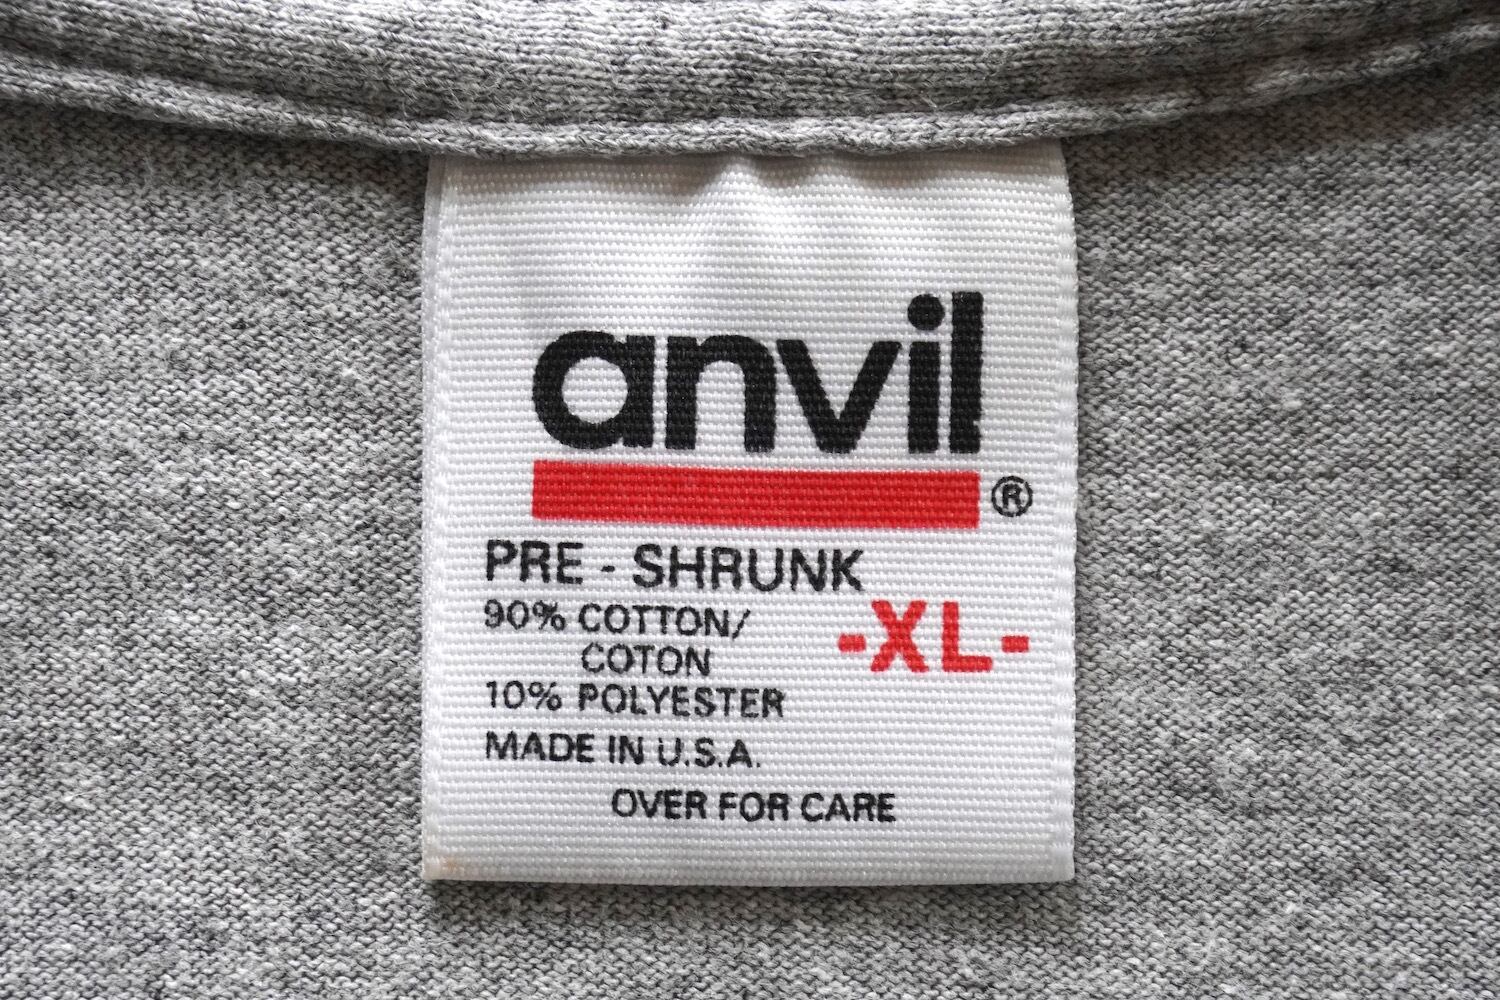 anvil
®
PRE - SHRUNK
90% COTTON/
COTON
-XL-
10% POLYESTER
MADE IN U.S.A.
OVER FOR CARE